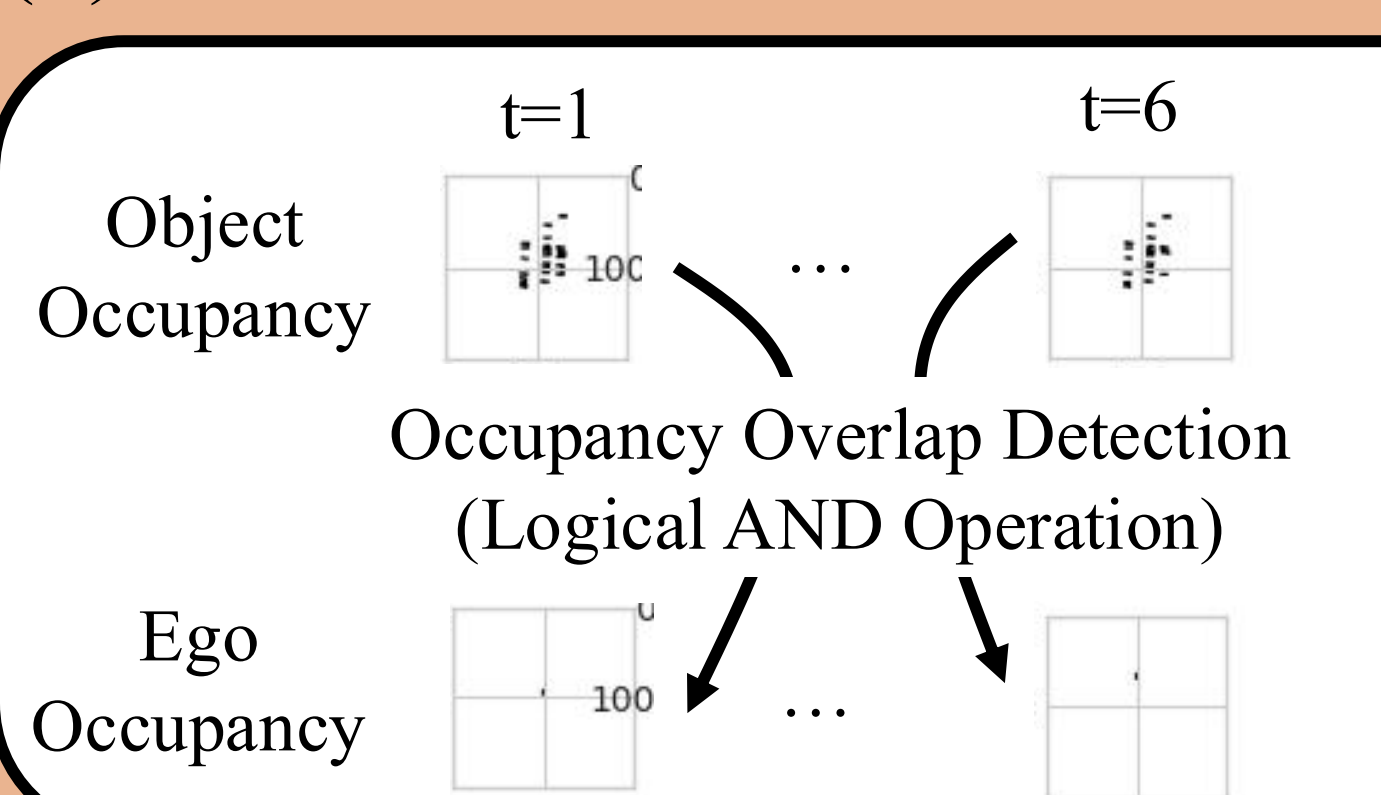 t=1
t=6
Object
Occupancy
100
...
Occupancy Overlap Detection
(Logical AND Operation)
Ego
Occupancy
100
...